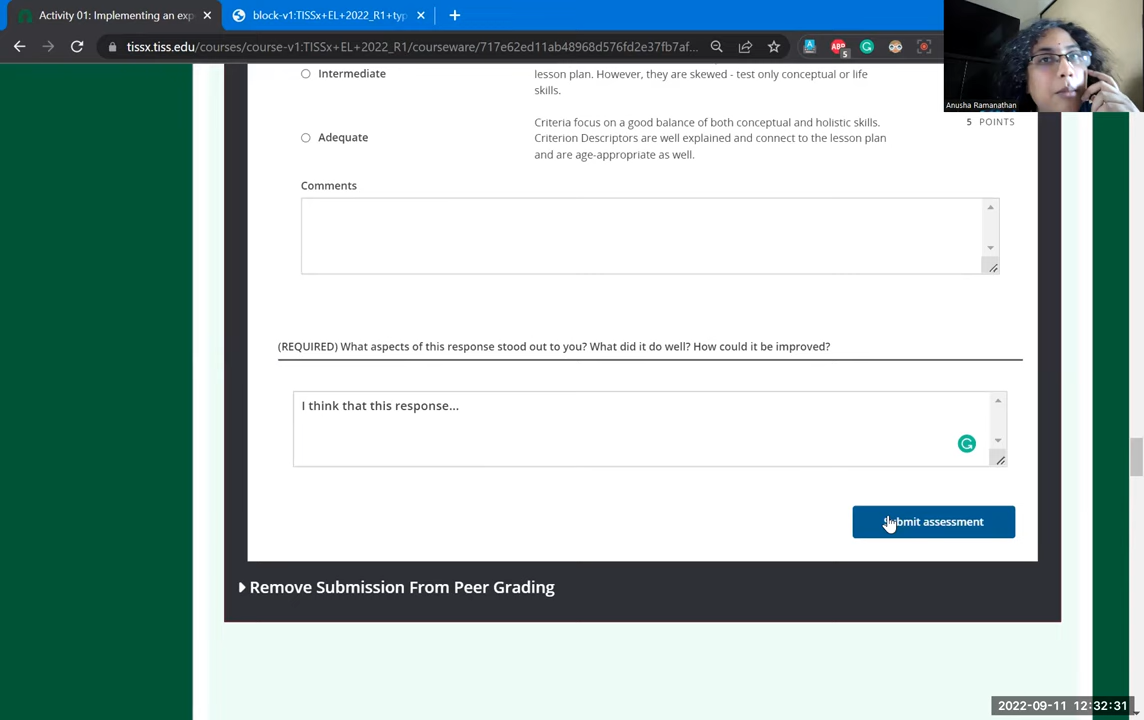 Activity 01: Implementing an exp
block-v1:TISSx+EL+2022_R1+typ
tissx.tiss.edu/courses/course-v1:TISSx+EL+2022_R1/courseware/717e62ed11ab48968d576fd2e37fb7af...
ABP
5
Anusha Ramanathan
Intermediate
lesson plan. However, they are skewed - test only conceptual or life
skills.
Adequate
Criteria focus on a good balance of both conceptual and holistic skills.
Criterion Descriptors are well explained and connect to the lesson plan
and are age-appropriate as well.
5 POINTS
Comments
(REQUIRED) What aspects of this response stood out to you? What did it do well? How could it be improved?
I think that this response...
Submit assessment
Remove Submission From Peer Grading
2022-09-11 12:32:31